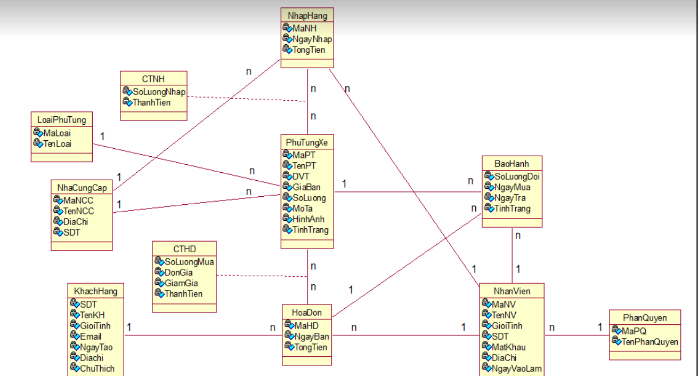 NhapHang
MaNH
NgayNhap
TongTien
n
n
n
n
n
CTNH
SoLuongNhap
ThanhTien
LoaiPhuTung
MaLoai
TenLoai
1
n
NhaCungCap
MaNCC
TenNCC
DiaChi
SDT
1
1
n
PhuTungXe
MaPT
TenPT
DVT
GiaBan
SoLuong
MoTa
HinhAnh
TinhTrang
1
n
BaoHanh
SoLuongDoi
NgayMua
NgayTra
TinhTrang
n
n
CTHD
SoLuongMua
DonGia
GiamGia
ThanhTien
n
n
1
1
1
KhachHang
SDT
TenKH
GioiTinh
Email
NgayTao
Diachi
ChuThich
1
n
HoaDon
MaHD
NgayBan
TongTien
n
1
NhanVien
MaNV
TenNV
GioiTinh
SDT
MatKhau
DiaChi
NgayVaoLam
n
1
PhanQuyen
MaPQ
TenPhanQuyen